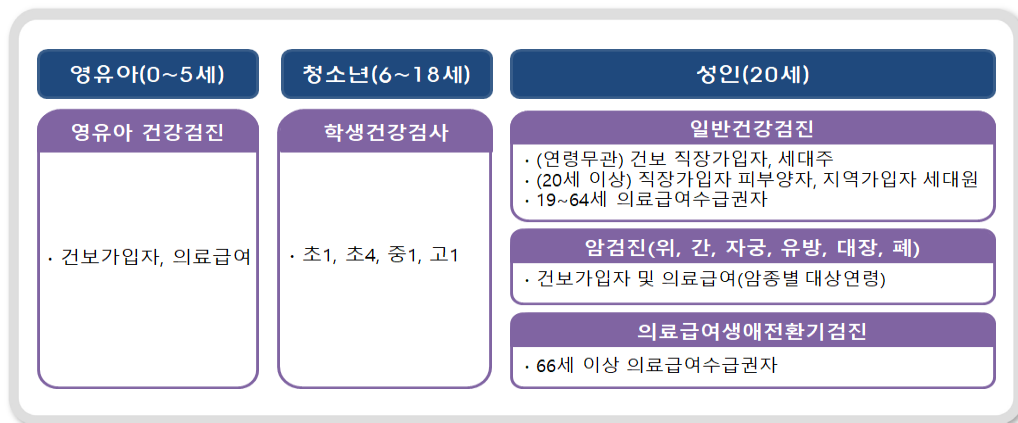 영유아(0~5세)
영유아 건강검진
· 건보가입자, 의료급여
청소년(6~18세)
학생건강검사
· 초1, 초4, 중1, 고1
성인(20세)
일반건강검진
· (연령무관) 건보 직장가입자, 세대주
· (20세 이상) 직장가입자 피부양자, 지역가입자 세대원
· 19~64세 의료급여수급권자
암검진(위, 간, 자궁, 유방, 대장, 폐)
· 건보가입자 및 의료급여(암종별 대상연령)
의료급여생애전환기검진
· 66세 이상 의료급여수급권자